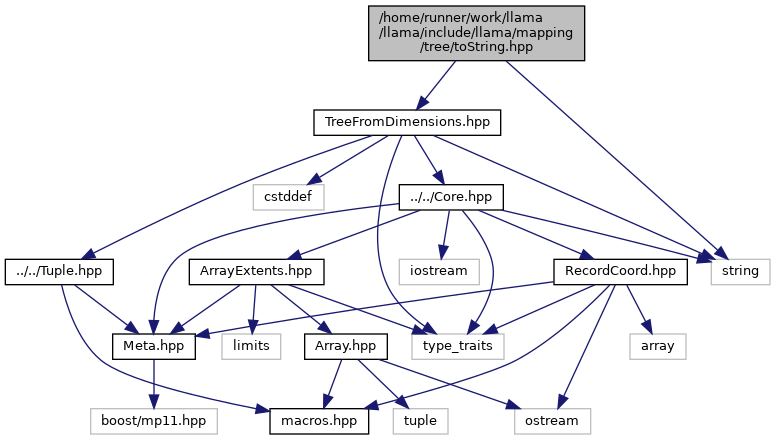 /home/runner/work/llama
/llama/include/llama/mapping
/tree/toString.hpp
TreeFromDimensions.hpp
cstddef
../../Core.hpp
../../Tuple.hpp
ArrayExtents.hpp
iostream
RecordCoord.hpp
string
Meta.hpp
limits
Array.hpp
type_traits
array
boost/mp11.hpp
macros.hpp
tuple
ostream